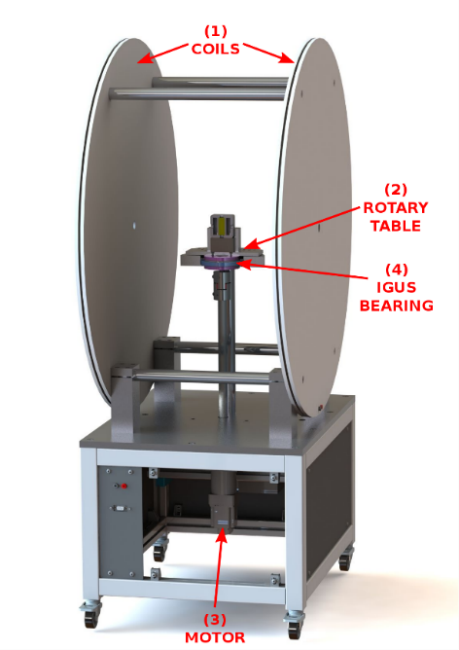 (1)
COILS
(2)
ROTARY
TABLE
(4)
IGUS
BEARING
(3)
MOTOR